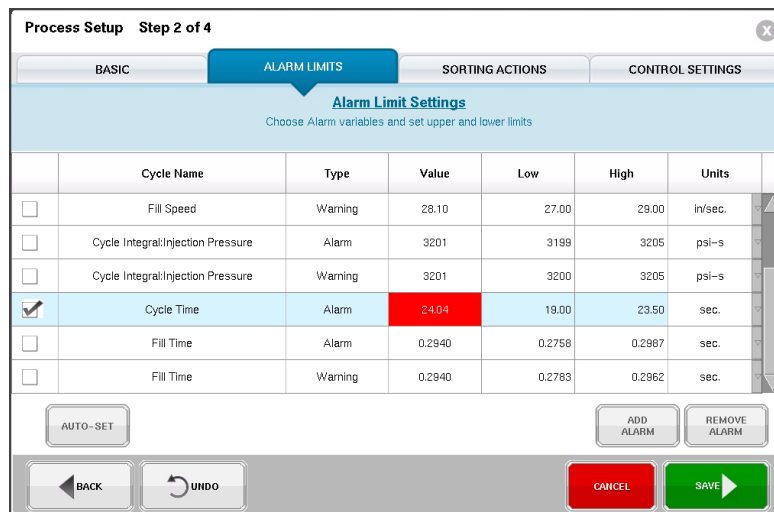 Process Setup Step 2 of 4
BASIC
ALARM LIMITS
SORTING ACTIONS
CONTROL SETTINGS
Alarm Limit Settings
Choose Alarm variables and set upper and lower limits
Cycle Name Type Value Low High Units
Fill Speed Warning 28.10 27.00 29.00 in/sec.
Cycle Integral:Injection Pressure Alarm 3201 3199 3205 psi-s
Cycle Integral:Injection Pressure Warning 3201 3200 3205 psi-s
Cycle Time Alarm 24.04 19.00 23.50 sec.
Fill Time Alarm 0.2940 0.2758 0.2987 sec.
Fill Time Warning 0.2940 0.2783 0.2962 sec.
AUTO-SET
ADD
ALARM
REMOVE
ALARM
BACK
UNDO
CANCEL
SAVE